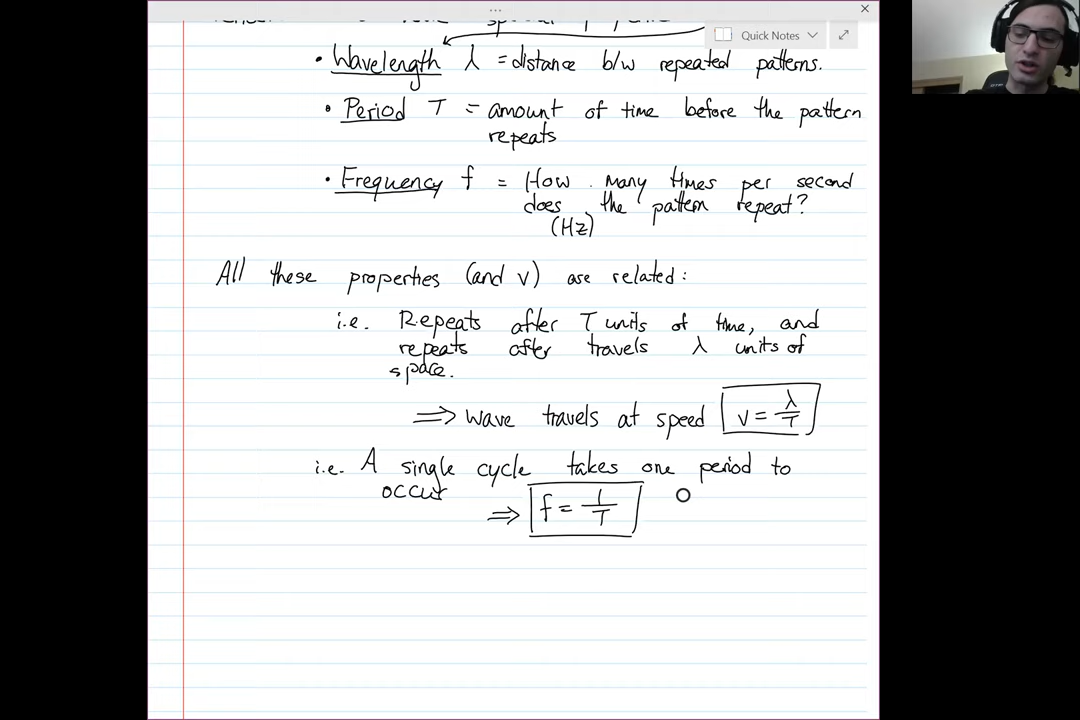 Quick Notes
• Wavelength λ = distance b/w repeated patterns.
• Period T = amount of time before the pattern
repeats
• Frequency f = How many times per second
does the pattern repeat?
(Hz)
All these properties (and v) are related:
i.e. Repeats after T units of time, and
repeats after travels λ units of
space.
⟹ wave travels at speed v = λ/T
i.e. A single cycle takes one period to
occur
⟹ f = 1/T